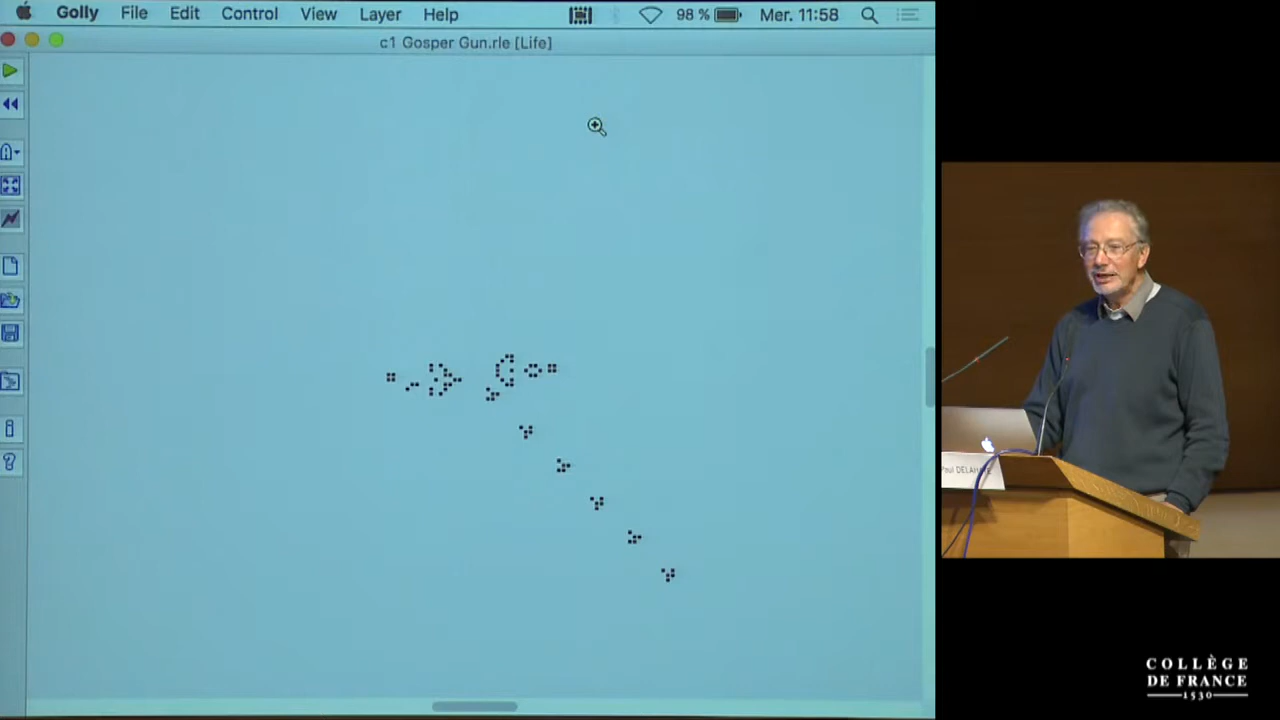 Golly File Edit Control View Layer Help 98 % Mer. 11:58
c1 Gosper Gun.rle [Life]
Paul
COLLÈGE
DE FRANCE
1530